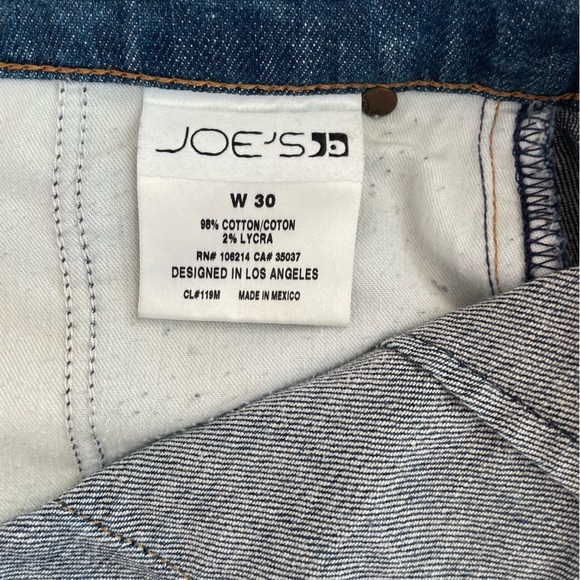 JOE'S
W 30
98% COTTON/COTON
2% LYCRA
RN# 106214 CA# 35037
DESIGNED IN LOS ANGELES
CL#119M MADE IN MEXICO